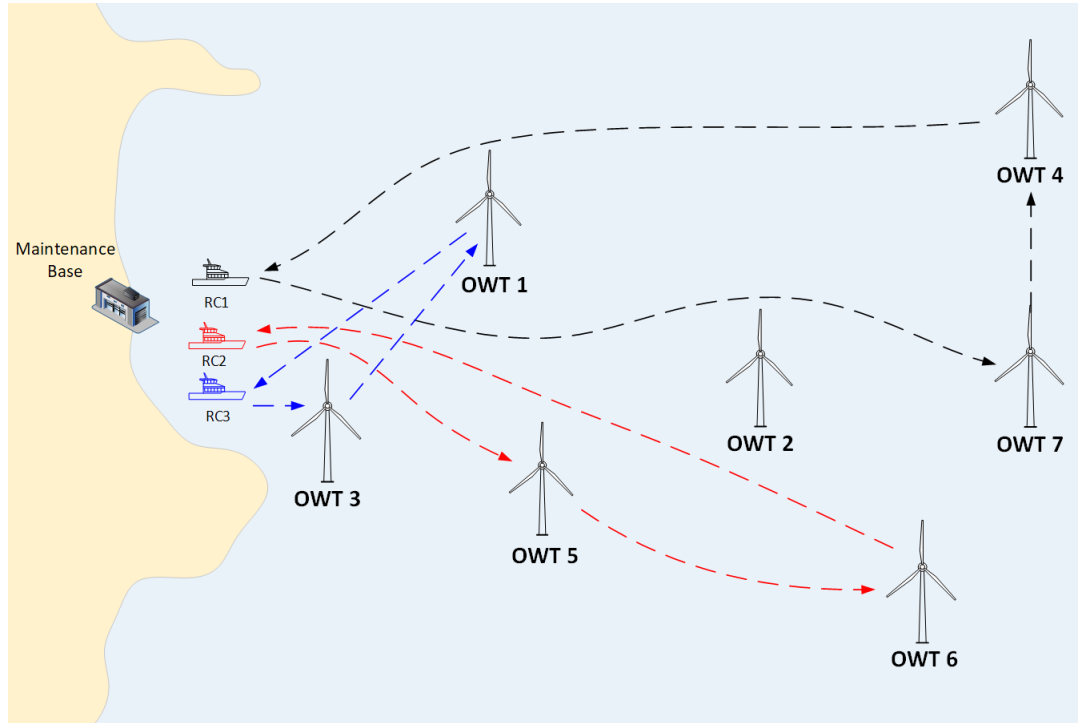 OWT 4
Maintenance
Base
OWT 1
RC1
RC2
RC3
OWT 2
OWT 7
OWT 3
OWT 5
OWT 6